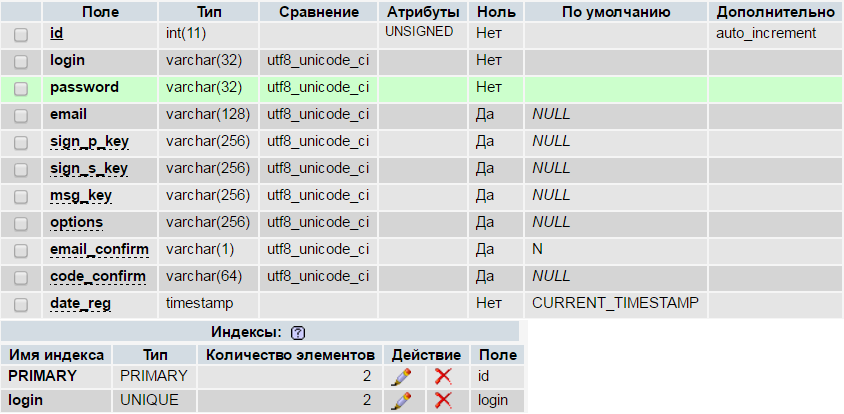 Поле Тип Сравнение Атрибуты Ноль По умолчанию Дополнительно
id int(11) UNSIGNED Нет auto_increment
login varchar(32) utf8_unicode_ci Нет
password varchar(32) utf8_unicode_ci Нет
email varchar(128) utf8_unicode_ci Да NULL
sign_p_key varchar(256) utf8_unicode_ci Да NULL
sign_s_key varchar(256) utf8_unicode_ci Да NULL
msg_key varchar(256) utf8_unicode_ci Да NULL
options varchar(256) utf8_unicode_ci Да NULL
email_confirm varchar(1) utf8_unicode_ci Да N
code_confirm varchar(64) utf8_unicode_ci Да NULL
date_reg timestamp Нет CURRENT_TIMESTAMP
Индексы: ?
Имя индекса Тип Количество элементов Действие Поле
PRIMARY PRIMARY 2 id
login UNIQUE 2 login